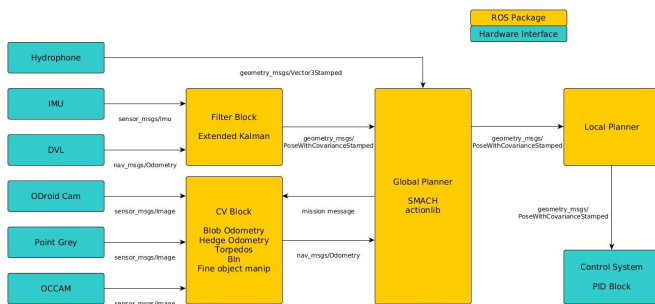 ROS Package
Hardware Interface
Hydrophone
geometry_msgs/Vector3Stamped
IMU
sensor_msgs/imu
DVL
nav_msgs/Odometry
Filter Block
Extended Kalman
geometry_msgs/
PoseWithCovarianceStamped
ODroid Cam
sensor_msgs/Image
Point Grey
sensor_msgs/Image
OCCAM
sensor_msgs/Image
CV Block
Blob Odometry
Hedge Odometry
Torpedos
BIn
Fine object manip
mission message
nav_msgs/Odometry
Global Planner
SMACH
actionlib
geometry_msgs/
PoseWithCovarianceStamped
Local Planner
geometry_msgs/
PoseWithCovarianceStamped
Control System
PID Block